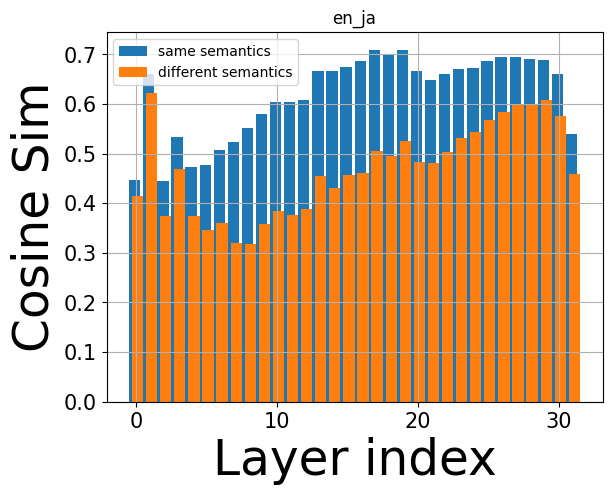 en_ja
same semantics
different semantics
Cosine Sim
0.7
0.6
0.5
0.4
0.3
0.2
0.1
0.0
0 10 20 30
Layer index